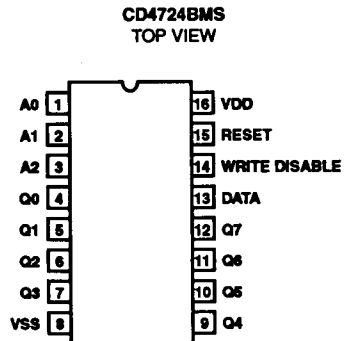 CD4724BMS
TOP VIEW
A0 1 16 VDD
A1 2 15 RESET
A2 3 14 WRITE DISABLE
Q0 4 13 DATA
Q1 5 12 Q7
Q2 6 11 Q6
Q3 7 10 Q5
VSS 8 9 Q4